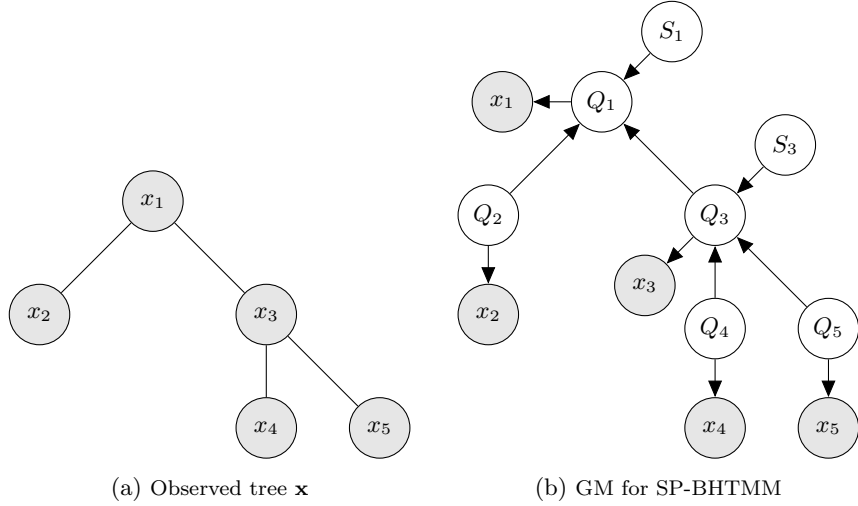 x₁
x₂
x₃
x₄
x₅
(a) Observed tree x
S₁
x₁
Q₁
S₃
Q₂
Q₃
x₂
x₃
Q₄
Q₅
x₄
x₅
(b) GM for SP-BHTMM